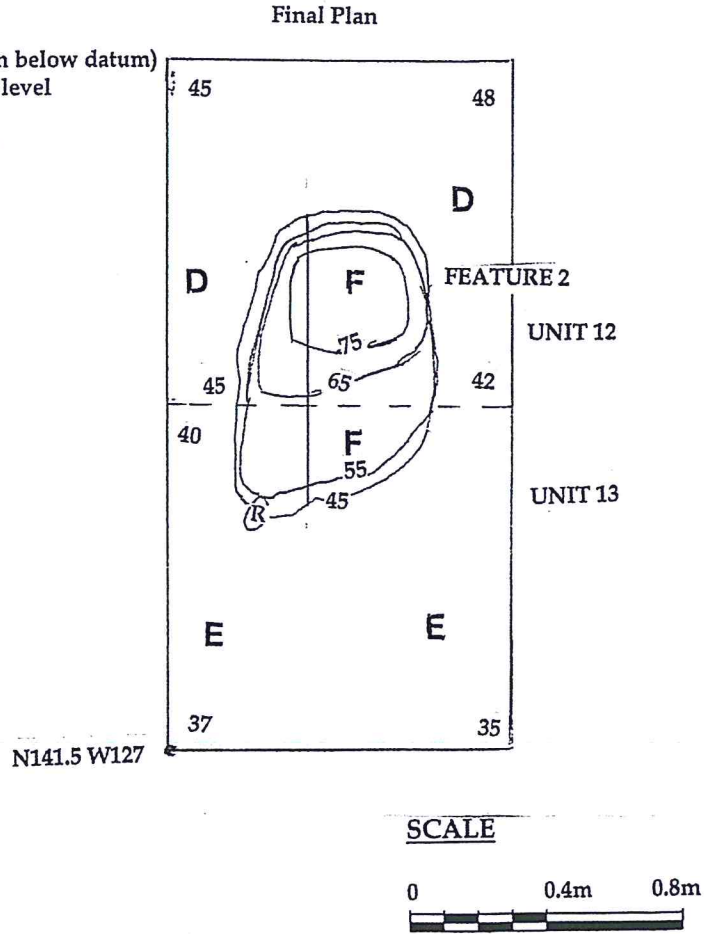 Final Plan
below datum)
level
45
48
D
D
F
FEATURE 2
75
UNIT 12
65
45
42
40
F
55
45
UNIT 13
R
E
E
37
35
N141.5 W127
SCALE
0 0.4m 0.8m